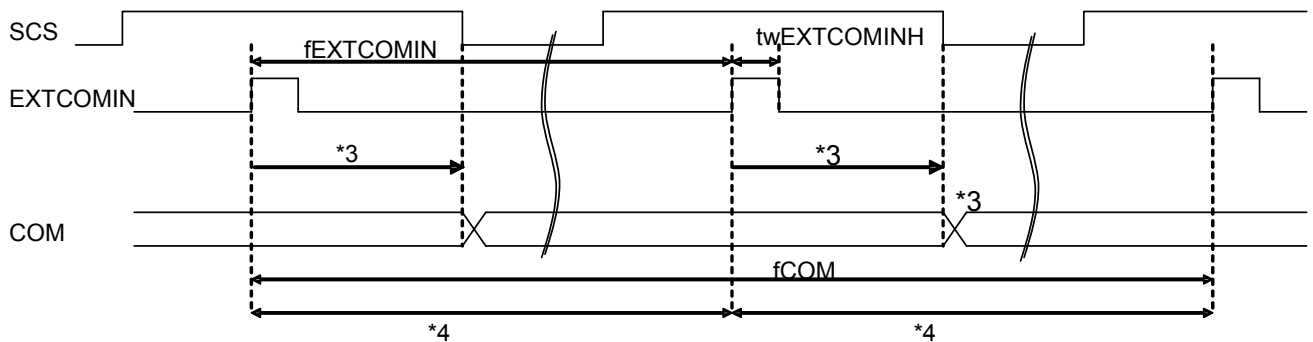 SCS
fEXTCOMIN
twEXTCOMINH
EXTCOMIN
*3
*3
*3
COM
fCOM
*4
*4